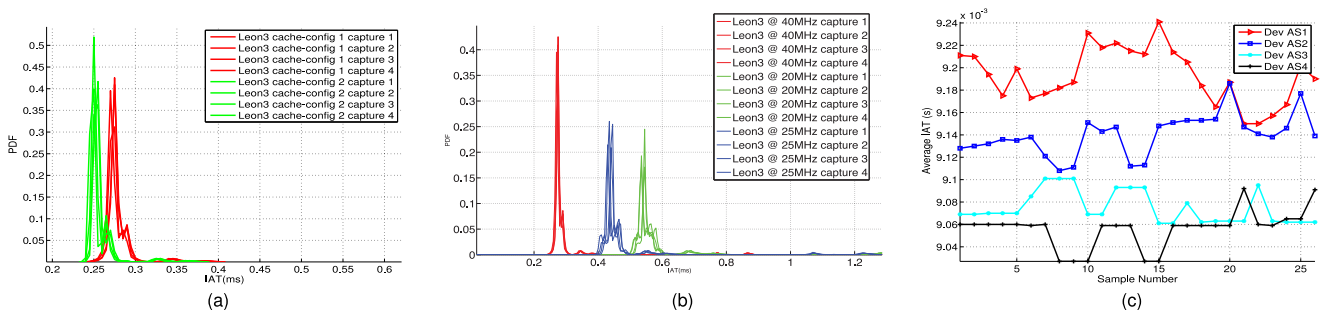 0.5
0.45
0.4
0.35
0.3
0.25
0.2
0.15
0.1
0.05
PDF
Leon3 cache-config 1 capture 1
Leon3 cache-config 1 capture 2
Leon3 cache-config 1 capture 3
Leon3 cache-config 1 capture 4
Leon3 cache-config 2 capture 1
Leon3 cache-config 2 capture 2
Leon3 cache-config 2 capture 3
Leon3 cache-config 2 capture 4
0.2 0.25 0.3 0.35 0.4 0.45 0.5 0.55 0.6
IAT(ms)
(a)
0.4
0.35
0.3
0.25
0.2
0.15
0.1
0.05
0
PDF
Leon3 @ 40MHz capture 1
Leon3 @ 40MHz capture 2
Leon3 @ 40MHz capture 3
Leon3 @ 40MHz capture 4
Leon3 @ 20MHz capture 1
Leon3 @ 20MHz capture 2
Leon3 @ 20MHz capture 3
Leon3 @ 20MHz capture 4
Leon3 @ 25MHz capture 1
Leon3 @ 25MHz capture 2
Leon3 @ 25MHz capture 3
Leon3 @ 25MHz capture 4
0.2 0.4 0.6 0.8 1 1.2
IAT(ms)
(b)
x 10⁻³
9.24
9.22
9.2
9.18
9.16
9.14
9.12
9.1
9.08
9.06
9.04
Average IAT (s)
Dev AS1
Dev AS2
Dev AS3
Dev AS4
5 10 15 20 25
Sample Number
(c)